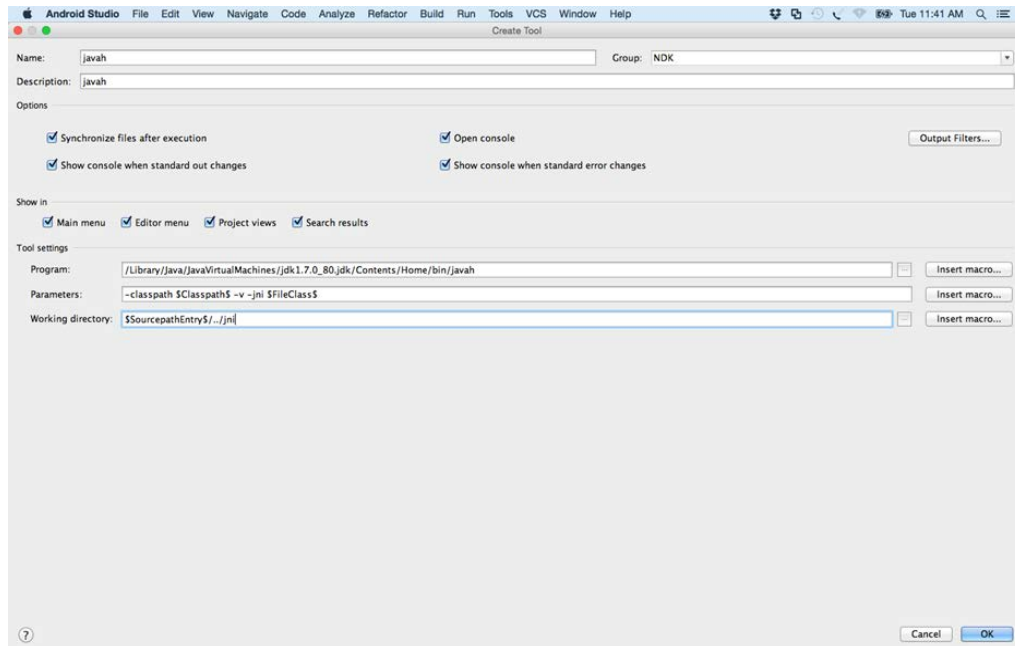 Android Studio File Edit View Navigate Code Analyze Refactor Build Run Tools VCS Window Help Tue 11:41 AM
Create Tool
Name: javah Group: NDK
Description: javah
Options
Synchronize files after execution Open console Output Filters...
Show console when standard out changes Show console when standard error changes
Show in
Main menu Editor menu Project views Search results
Tool settings
Program: /Library/Java/JavaVirtualMachines/jdk1.7.0_80.jdk/Contents/Home/bin/javah Insert macro...
Parameters: -classpath $Classpath$ -v -jni $FileClass$ Insert macro...
Working directory: $SourcepathEntry$/../jni Insert macro...
? Cancel OK